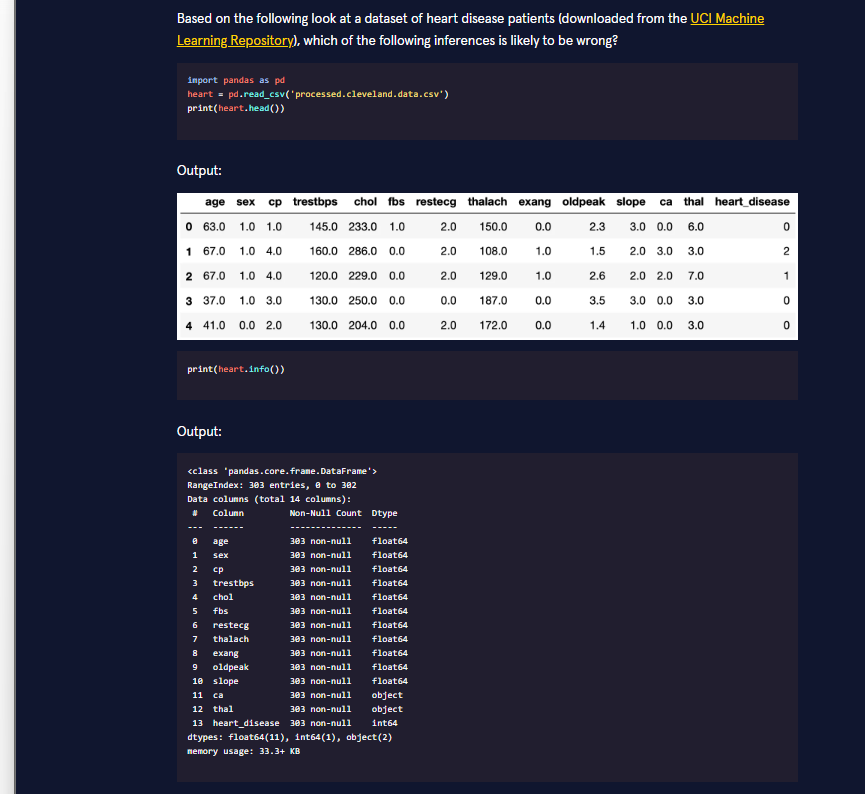 Based on the following look at a dataset of heart disease patients (downloaded from the UCI Machine
Learning Repository), which of the following inferences is likely to be wrong?
import pandas as pd
heart = pd.read_csv('processed.cleveland.data.csv')
print(heart.head())
Output:
age sex cp trestbps chol fbs restecg thalach exang oldpeak slope ca thal heart_disease
0 63.0 1.0 1.0 145.0 233.0 1.0 2.0 150.0 0.0 2.3 3.0 0.0 6.0 0
1 67.0 1.0 4.0 160.0 286.0 0.0 2.0 108.0 1.0 1.5 2.0 3.0 3.0 2
2 67.0 1.0 4.0 120.0 229.0 0.0 2.0 129.0 1.0 2.6 2.0 2.0 7.0 1
3 37.0 1.0 3.0 130.0 250.0 0.0 0.0 187.0 0.0 3.5 3.0 0.0 3.0 0
4 41.0 0.0 2.0 130.0 204.0 0.0 2.0 172.0 0.0 1.4 1.0 0.0 3.0 0
print(heart.info())
Output:
<class 'pandas.core.frame.DataFrame'>
RangeIndex: 303 entries, 0 to 302
Data columns (total 14 columns):
# Column Non-Null Count Dtype
--- ------ -------------- -----
0 age 303 non-null float64
1 sex 303 non-null float64
2 cp 303 non-null float64
3 trestbps 303 non-null float64
4 chol 303 non-null float64
5 fbs 303 non-null float64
6 restecg 303 non-null float64
7 thalach 303 non-null float64
8 exang 303 non-null float64
9 oldpeak 303 non-null float64
10 slope 303 non-null float64
11 ca 303 non-null object
12 thal 303 non-null object
13 heart_disease 303 non-null int64
dtypes: float64(11), int64(1), object(2)
memory usage: 33.3+ KB